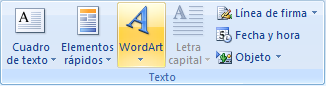 Cuadro
de texto
Elementos
rápidos
WordArt
Letra
capital
Línea de firma
Fecha y hora
Objeto
Texto